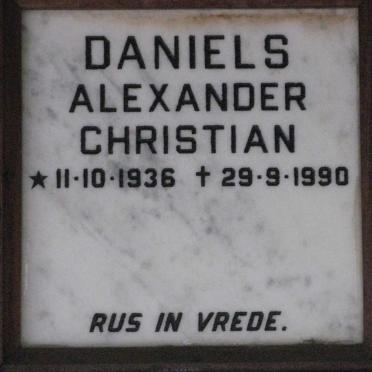 DANIELS
ALEXANDER
CHRISTIAN
★ 11·10·1936 ✝ 29·9·1990
RUS IN VREDE.